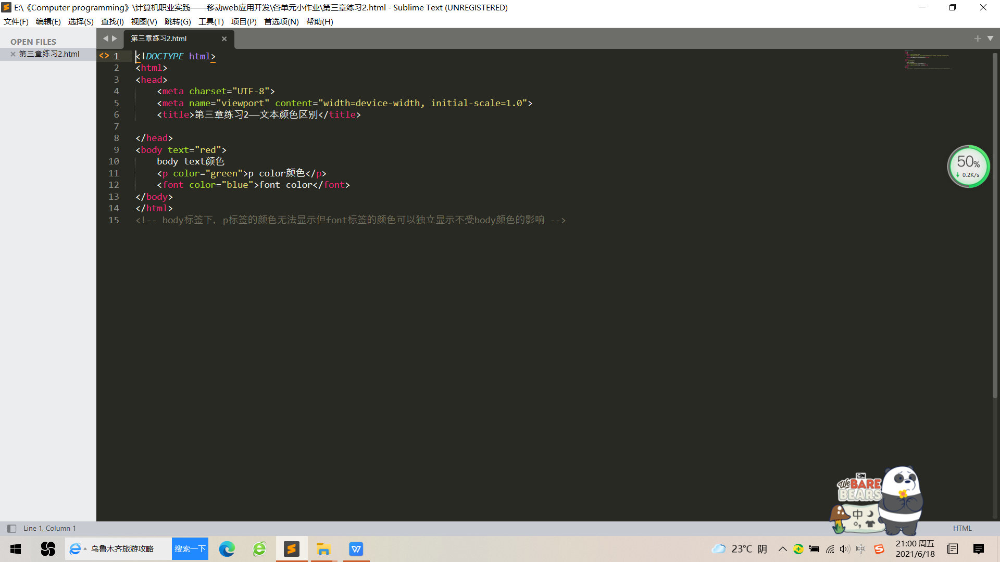 E:\《Computer programming》\计算机职业实践——移动web应用开发\各单元小作业\第三章练习2.html - Sublime Text (UNREGISTERED)
文件(F) 编辑(E) 选择(S) 查找(I) 视图(V) 跳转(G) 工具(T) 项目(P) 首选项(N) 帮助(H)
OPEN FILES
第三章练习2.html
第三章练习2.html
1 <!DOCTYPE html>
2 <html>
3 <head>
4 <meta charset="UTF-8">
5 <meta name="viewport" content="width=device-width, initial-scale=1.0">
6 <title>第三章练习2——文本颜色区别</title>
7
8 </head>
9 <body text="red">
10 body text颜色
11 <p color="green">p color颜色</p>
12 <font color="blue">font color</font>
13 </body>
14 </html>
15 <!-- body标签下，p标签的颜色无法显示但font标签的颜色可以独立显示不受body颜色的影响 -->
50%
0.2K/s
CN
We BARE BEARS
中
Line 1, Column 1
HTML
乌鲁木齐旅游攻略
搜索一下
23°C 阴
中
21:00 周五
2021/6/18